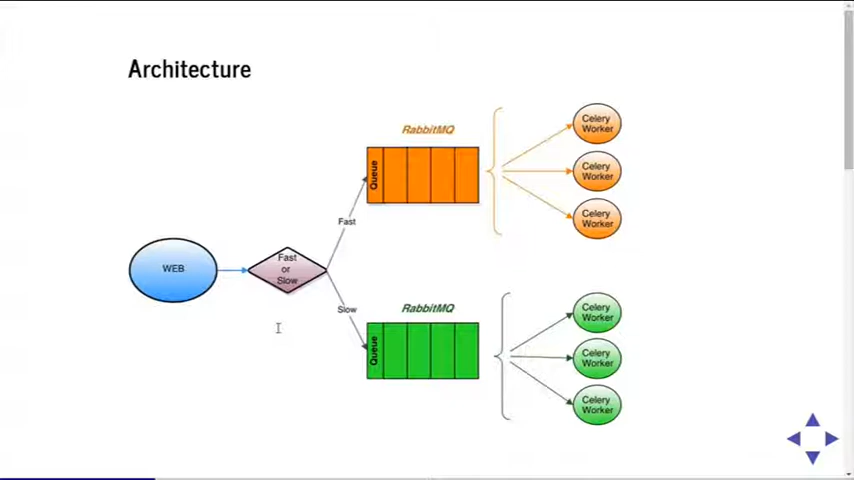 Architecture
RabbitMQ
Queue
Celery
Worker
Celery
Worker
Celery
Worker
Fast
WEB
Fast
or
Slow
Slow
RabbitMQ
Queue
Celery
Worker
Celery
Worker
Celery
Worker